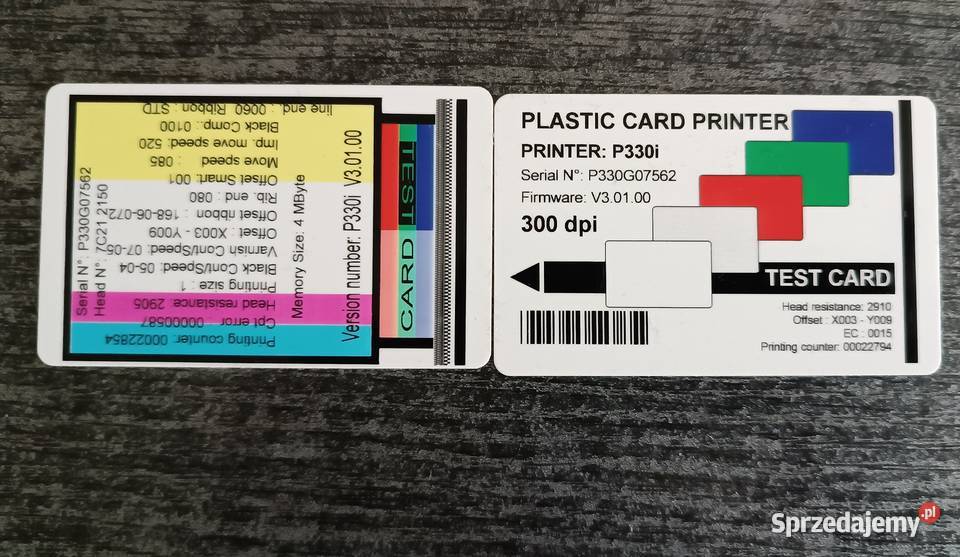 Serial N°: P330G07562
Head N°: 7C21 2150
Printing counter: 000022854
Cpt error : 00000587
Head resistance: 2905
Printing size : 1
Black Cont/Speed: 05-04
Varnish Cont/Speed: 07-05
Offset : X003 - Y009
Offset ribbon :168-06-072
Rib. end : 080
Offset Smart: 001
Move speed : 085
Imp. move speed: 520
Black Comp.: 0100
line end.: 0060 Ribbon : STD
Memory Size: 4 MByte
Version number: P330i V3.01.00
TEST
CARD
PLASTIC CARD PRINTER
PRINTER: P330i
Serial N°: P330G07562
Firmware: V3.01.00
300 dpi
TEST CARD
Head resistance: 2910
Offset : X003 - Y009
EC : 0015
Printing counter: 00022794
Sprzedajemy.pl